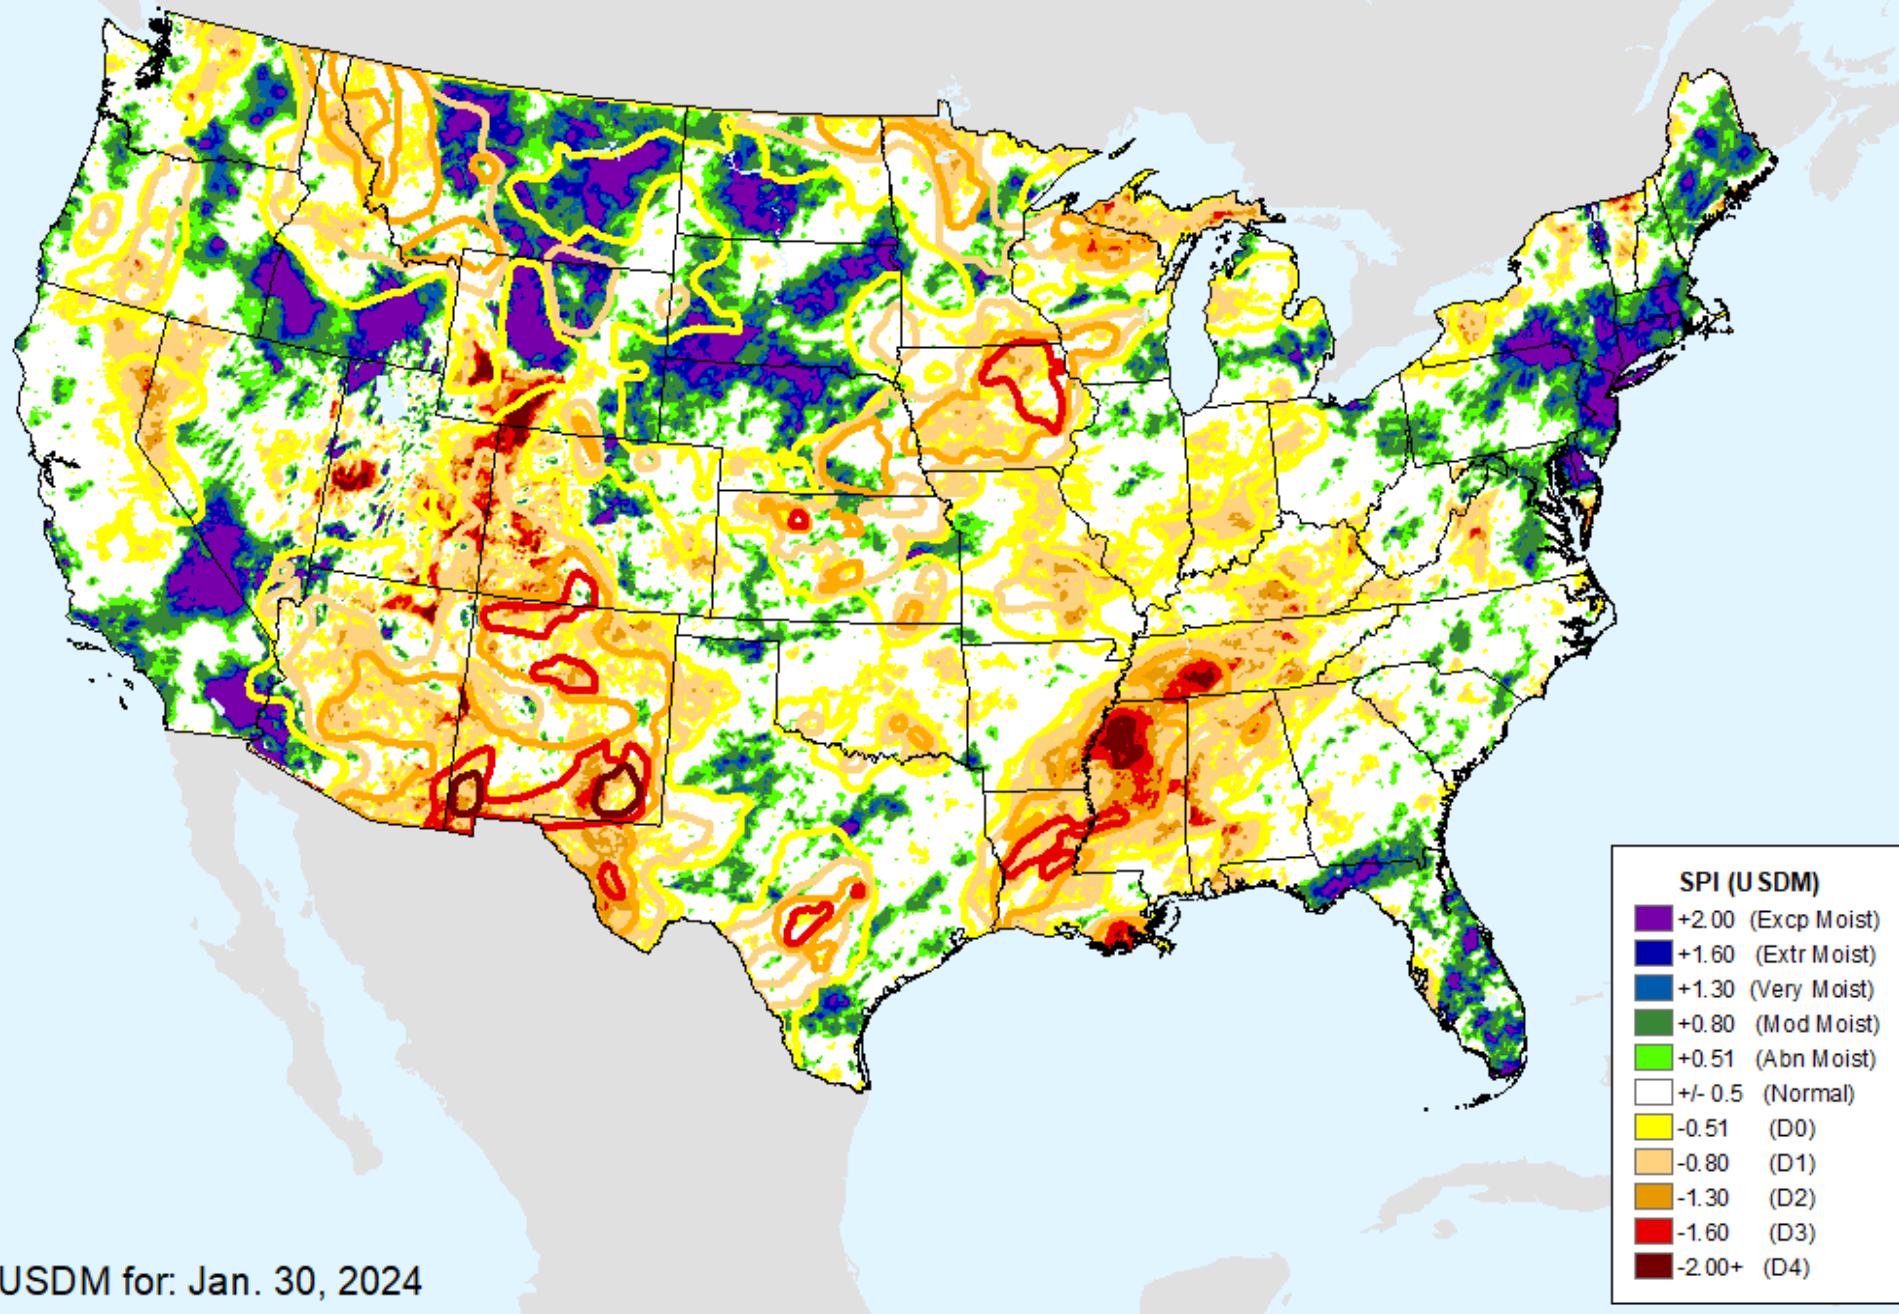 SPI (USDM)
+2.00 (Excp Moist)
+1.60 (Extr Moist)
+1.30 (Very Moist)
+0.80 (Mod Moist)
+0.51 (Abn Moist)
+/- 0.5 (Normal)
-0.51 (D0)
-0.80 (D1)
-1.30 (D2)
-1.60 (D3)
-2.00+ (D4)
USDM for: Jan. 30, 2024